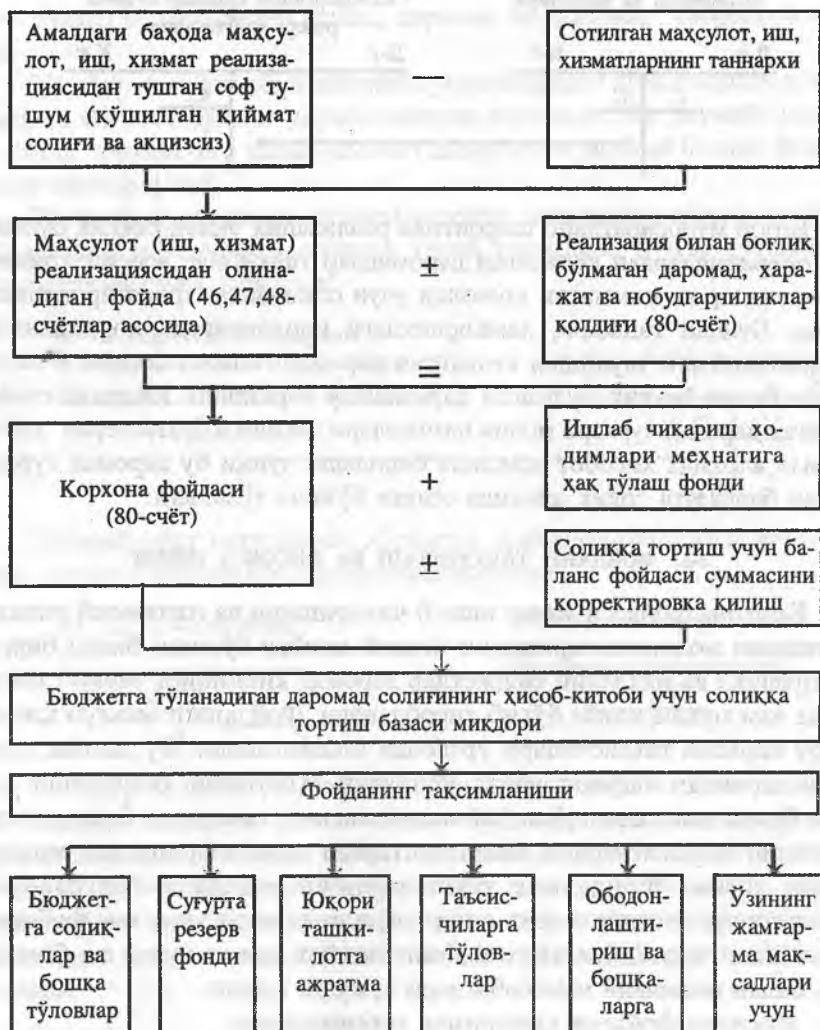 Амалдаги баҳода маҳсу-
лот, иш, хизмат реализа-
циясидан тушган соф ту-
шум (қўшилган қиймат
солиғи ва акцизсиз)
—
Сотилган маҳсулот, иш,
хизматларнинг таннархи
Маҳсулот (иш, хизмат)
реализациясидан олина-
диган фойда (46,47,48-
счётлар асосида)
±
Реализация билан боғлиқ
бўлмаган даромад, хара-
жат ва нобудгарчиликлар
қолдиғи (80-счёт)
=
Корхона фойдаси
(80-счёт)
+
Ишлаб чиқариш хо-
димлари меҳнатига
ҳақ тўлаш фонди
±
Солиққа тортиш учун ба-
ланс фойдаси суммасини
корректировка қилиш
Бюджетга тўланадиган даромад солиғининг ҳисоб-китоби учун солиққа
тортиш базаси миқдори
Фойданинг тақсимланиши
Бюджет-
га солиқ-
лар ва
бошқа
тўловлар
Суғурта
резерв
фонди
Юқори
ташки-
лотга
ажратма
Таъсис-
чиларга
тўлов-
лар
Ободон-
лашти-
риш ва
бошка-
ларга
Ўзининг
жамғар-
ма мақ-
садлари
учун